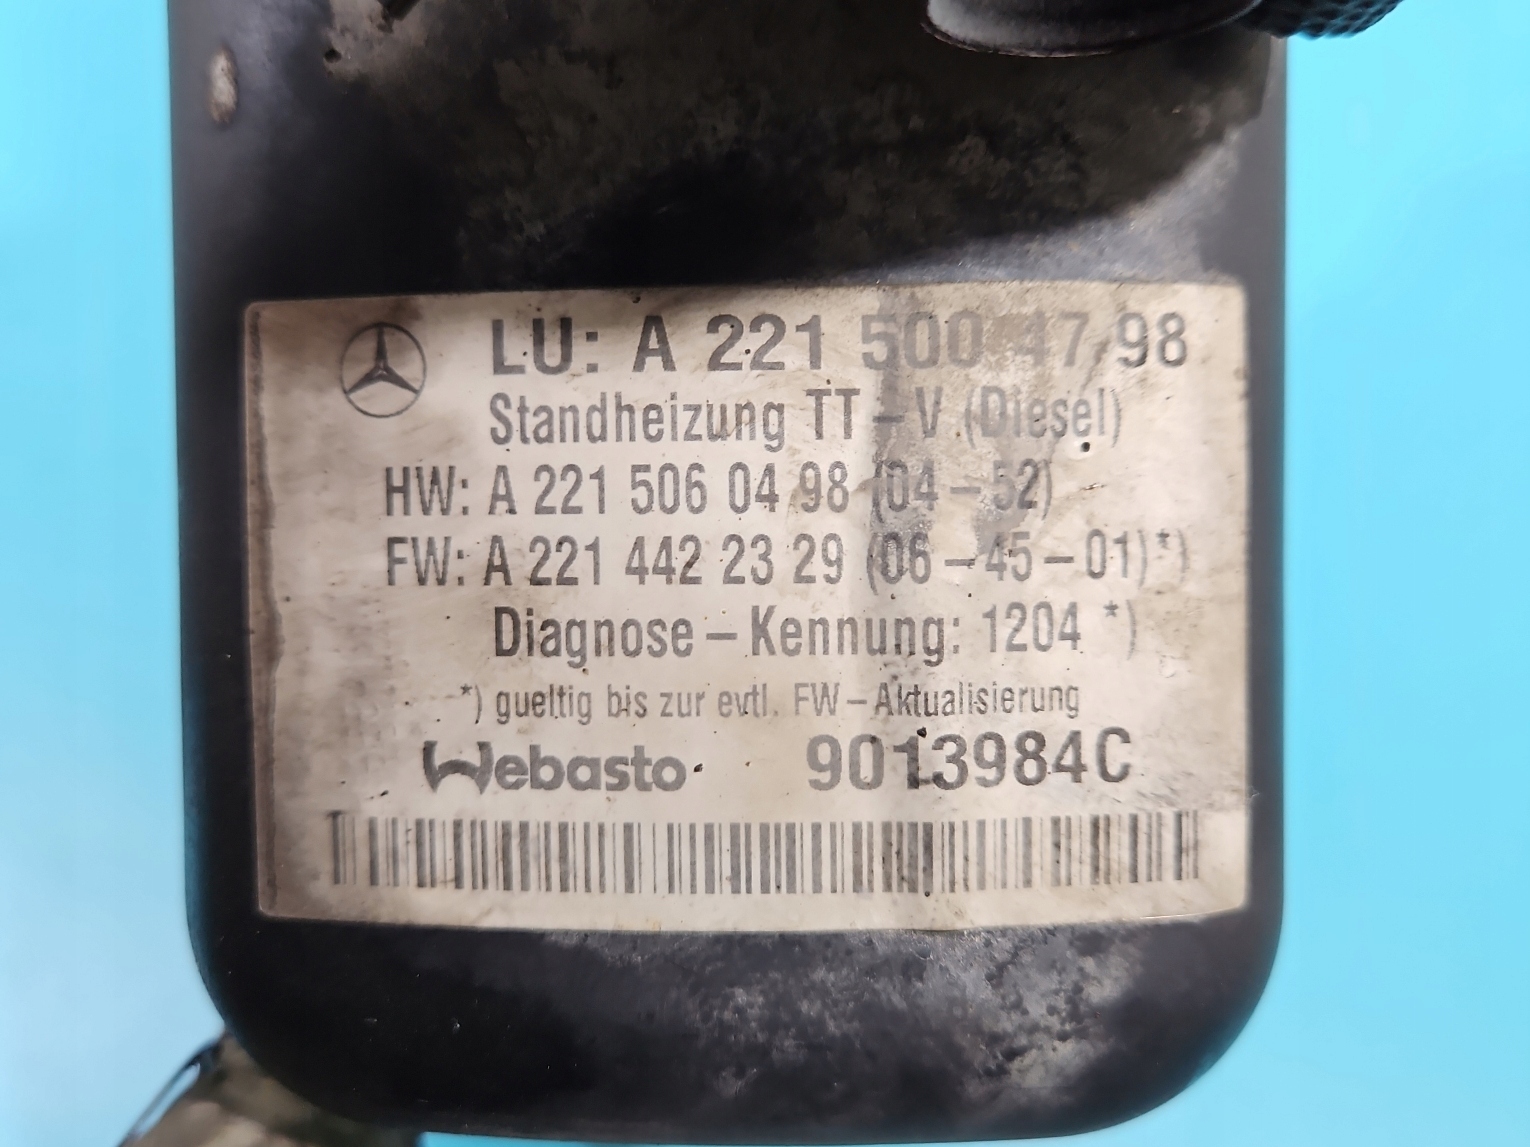 LU: A 221 500 47 98
Standheizung TT – V (Diesel)
HW: A 221 506 04 98 (04 – 52)
FW: A 221 442 23 29 (06 – 45 – 01)*)
Diagnose – Kennung: 1204 *)
*) gueltig bis zur evtl. FW – Aktualisierung
Webasto 9013984C